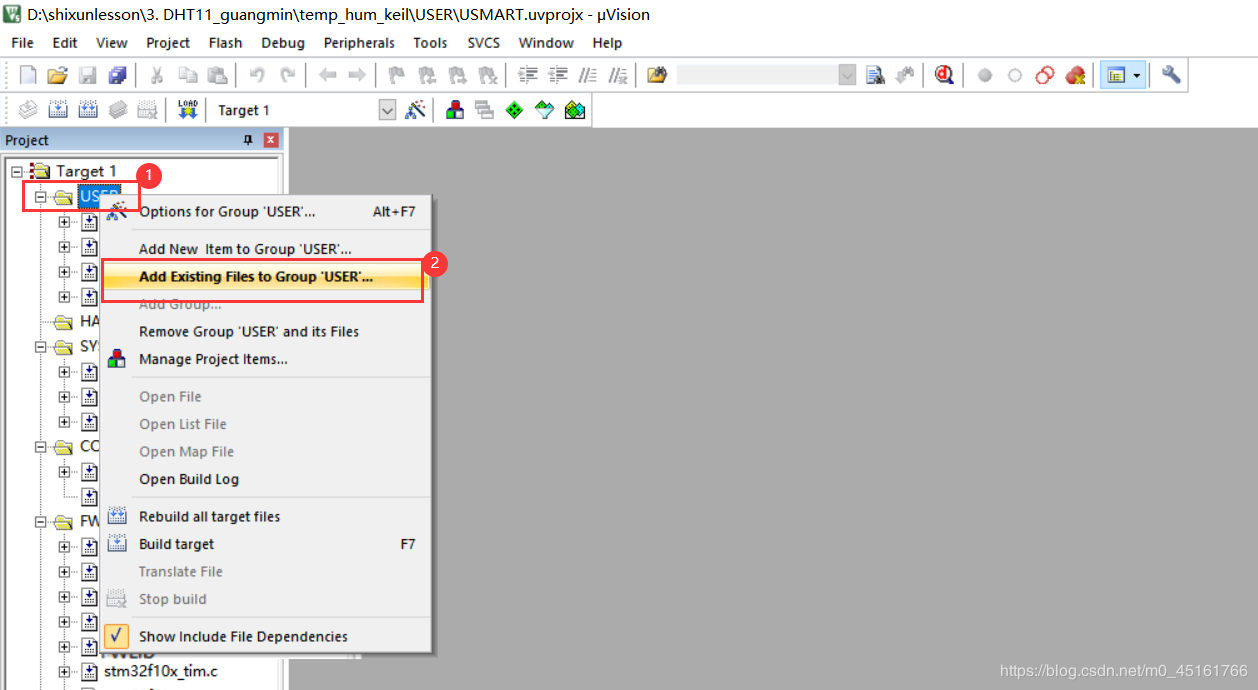 D:\shixunlesson\3. DHT11_guangmin\temp_hum_keil\USER\USMART.uvprojx - µVision
File Edit View Project Flash Debug Peripherals Tools SVCS Window Help
LOAD
Target 1
Project
Target 1
1
USER
Options for Group 'USER'... Alt+F7
Add New Item to Group 'USER'...
2
Add Existing Files to Group 'USER'...
Add Group...
HA
Remove Group 'USER' and its Files
SY
Manage Project Items...
Open File
Open List File
CO
Open Map File
Open Build Log
Rebuild all target files
FW
Build target F7
Translate File
Stop build
Show Include File Dependencies
stm32f10x_tim.c
https://blog.csdn.net/m0_45161766